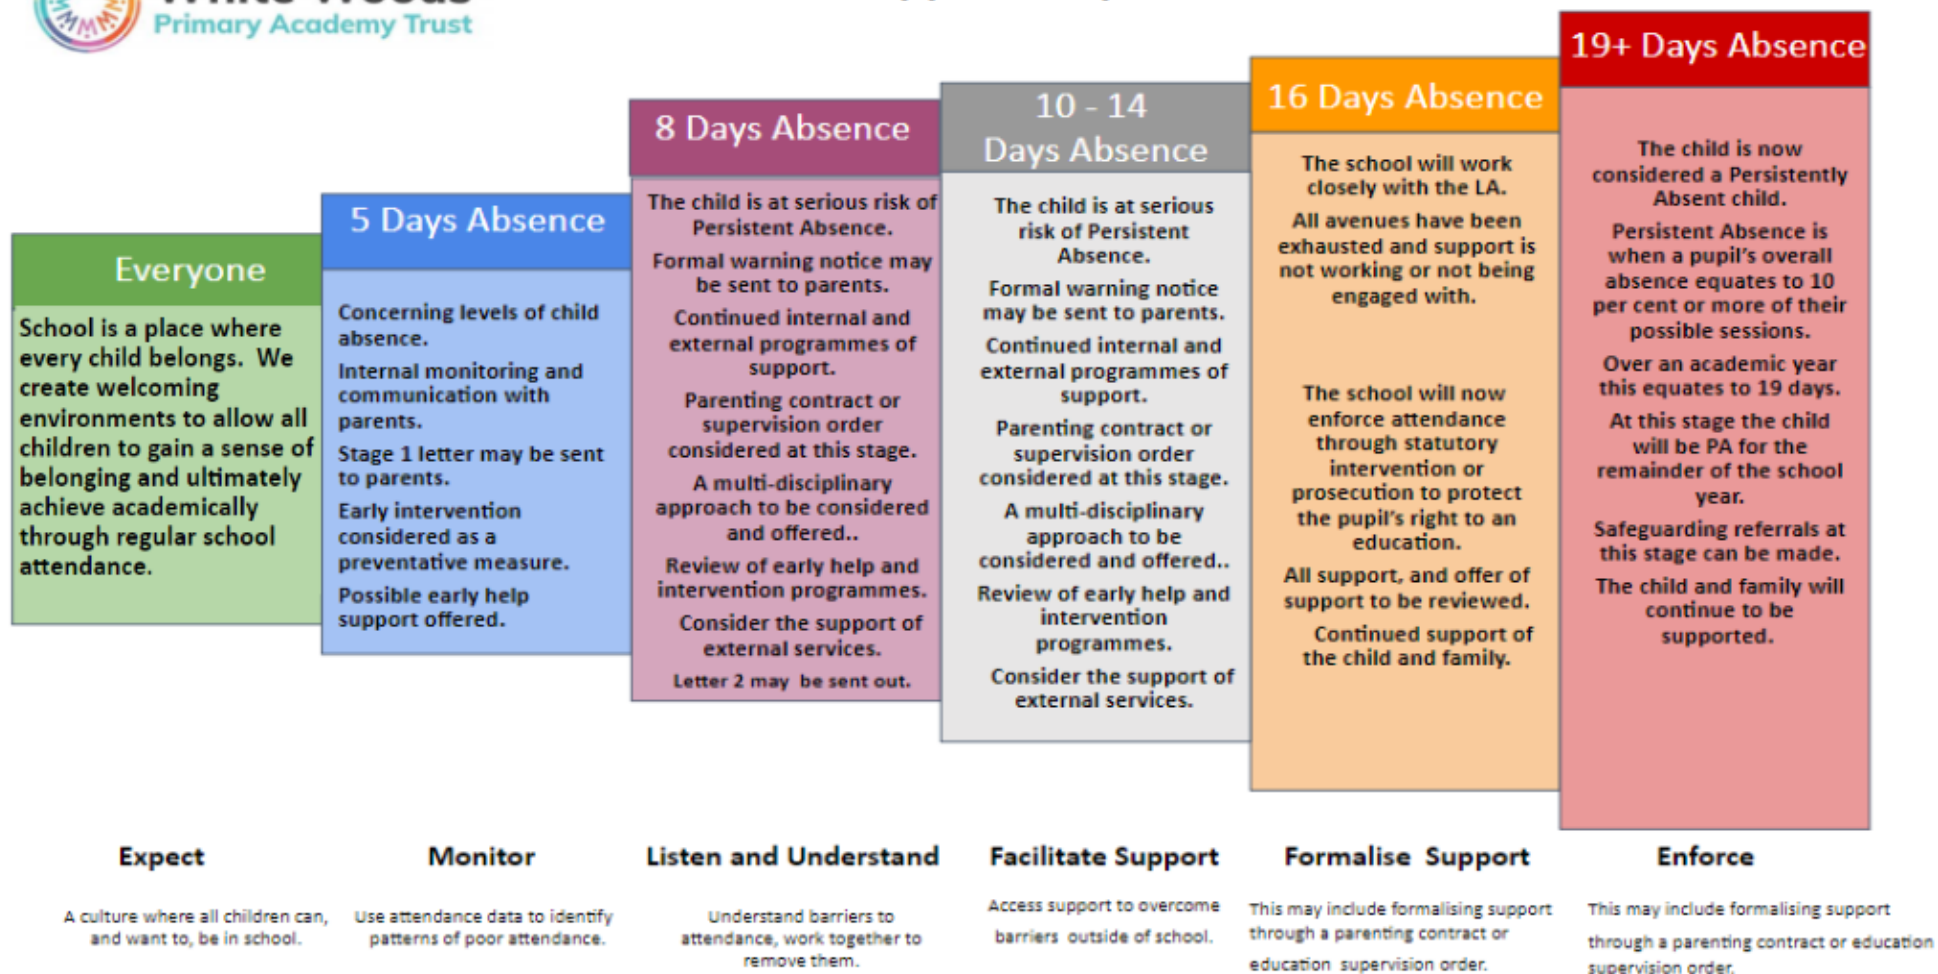 Primary Academy Trust
Everyone
School is a place where
every child belongs. We
create welcoming
environments to allow all
children to gain a sense of
belonging and ultimately
achieve academically
through regular school
attendance.
5 Days Absence
Concerning levels of child
absence.
Internal monitoring and
communication with
parents.
Stage 1 letter may be sent
to parents.
Early intervention
considered as a
preventative measure.
Possible early help
support offered.
8 Days Absence
The child is at serious risk of
Persistent Absence.
Formal warning notice may
be sent to parents.
Continued internal and
external programmes of
support.
Parenting contract or
supervision order
considered at this stage.
A multi-disciplinary
approach to be considered
and offered..
Review of early help and
intervention programmes.
Consider the support of
external services.
Letter 2 may be sent out.
10 - 14
Days Absence
The child is at serious
risk of Persistent
Absence.
Formal warning notice
may be sent to parents.
Continued internal and
external programmes of
support.
Parenting contract or
supervision order
considered at this stage.
A multi-disciplinary
approach to be
considered and offered..
Review of early help and
intervention
programmes.
Consider the support of
external services.
16 Days Absence
The school will work
closely with the LA.
All avenues have been
exhausted and support is
not working or not being
engaged with.
The school will now
enforce attendance
through statutory
intervention or
prosecution to protect
the pupil's right to an
education.
All support, and offer of
support to be reviewed.
Continued support of
the child and family.
19+ Days Absence
The child is now
considered a Persistently
Absent child.
Persistent Absence is
when a pupil's overall
absence equates to 10
per cent or more of their
possible sessions.
Over an academic year
this equates to 19 days.
At this stage the child
will be PA for the
remainder of the school
year.
Safeguarding referrals at
this stage can be made.
The child and family will
continue to be
supported.
Expect
A culture where all children can,
and want to, be in school.
Monitor
Use attendance data to identify
patterns of poor attendance.
Listen and Understand
Understand barriers to
attendance, work together to
remove them.
Facilitate Support
Access support to overcome
barriers outside of school.
Formalise Support
This may include formalising support
through a parenting contract or
education supervision order.
Enforce
This may include formalising support
through a parenting contract or education
supervision order.